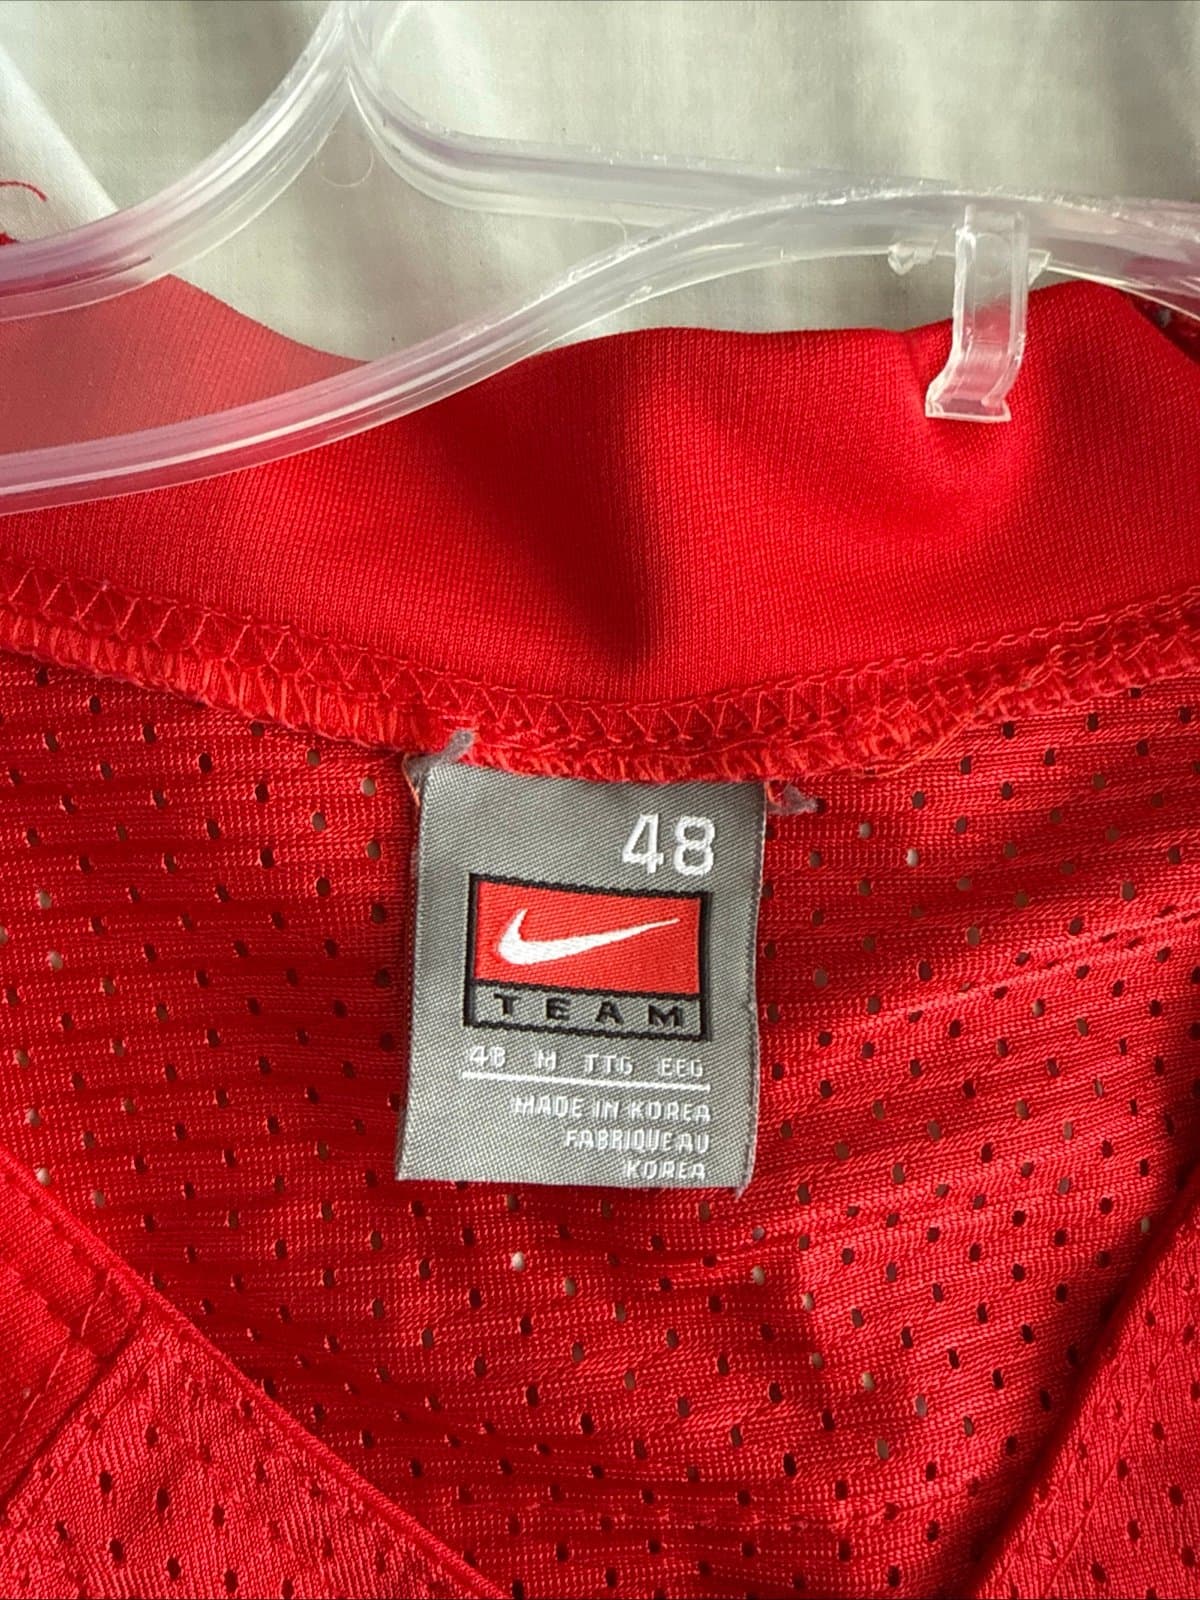 48
TEAM
48 M TTG EEG
MADE IN KOREA
FABRIQUE AU
KOREA